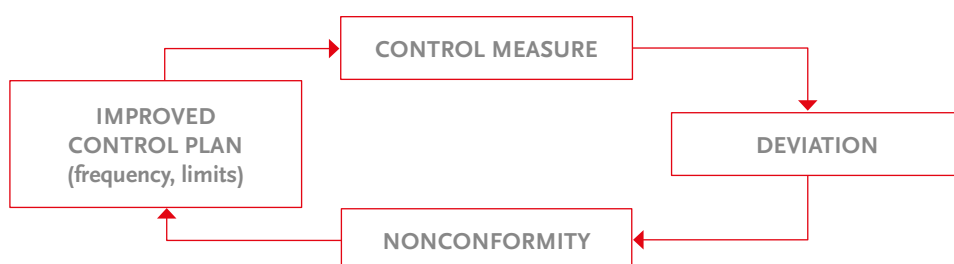 CONTROL MEASURE
IMPROVED
CONTROL PLAN
(frequency, limits)
DEVIATION
NONCONFORMITY